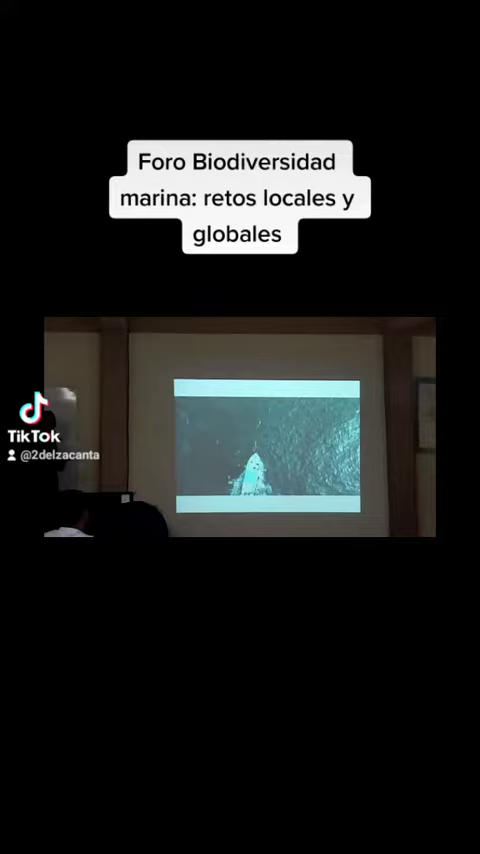 Foro Biodiversidad
marina: retos locales y
globales
TikTok
@2delzacanta